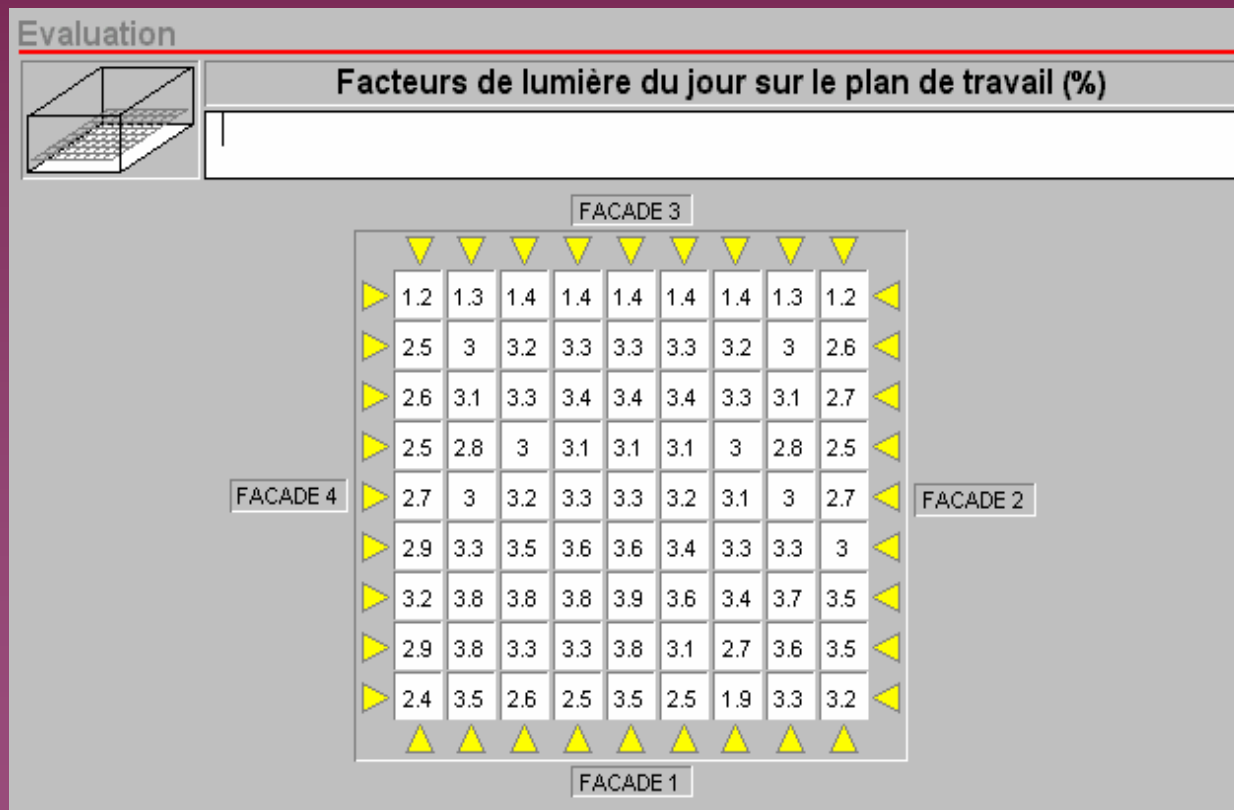 Evaluation
Facteurs de lumière du jour sur le plan de travail (%)
FACADE 3
1.2 1.3 1.4 1.4 1.4 1.4 1.4 1.3 1.2
2.5 3 3.2 3.3 3.3 3.3 3.2 3 2.6
2.6 3.1 3.3 3.4 3.4 3.4 3.3 3.1 2.7
2.5 2.8 3 3.1 3.1 3.1 3 2.8 2.5
FACADE 4 2.7 3 3.2 3.3 3.3 3.2 3.1 3 2.7 FACADE 2
2.9 3.3 3.5 3.6 3.6 3.4 3.3 3.3 3
3.2 3.8 3.8 3.8 3.9 3.6 3.4 3.7 3.5
2.9 3.8 3.3 3.3 3.8 3.1 2.7 3.6 3.5
2.4 3.5 2.6 2.5 3.5 2.5 1.9 3.3 3.2
FACADE 1